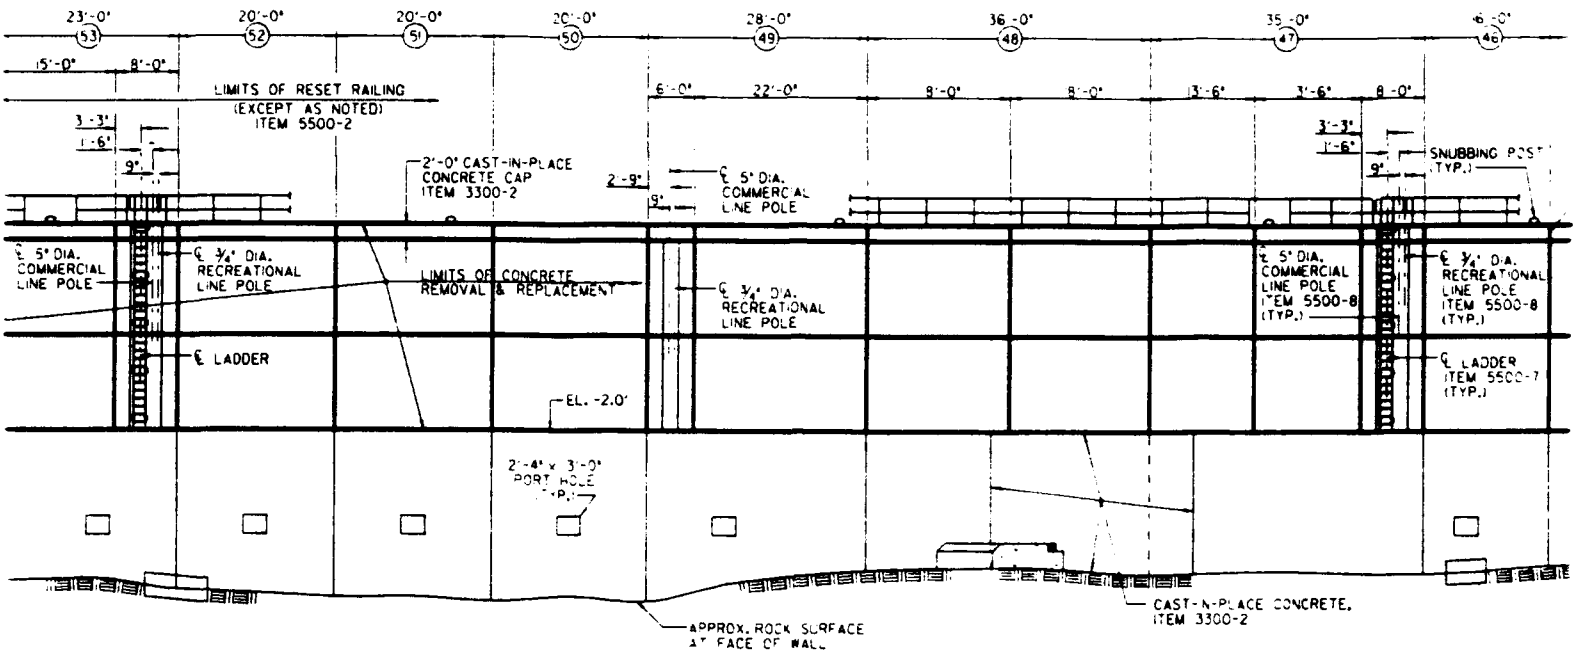 23'-0"
20'-0"
20'-0"
20'-0"
28'-0"
36'-0"
35'-0"
53
52
51
50
49
48
47
46
15'-0"
8'-0"
6'-0"
22'-0"
8'-0"
8'-0"
13'-6"
3'-6"
8'-0"
LIMITS OF RESET RAILING
(EXCEPT AS NOTED)
ITEM 5500-2
3'-3"
1'-6"
9"
2'-0" CAST-IN-PLACE
CONCRETE CAP
ITEM 3300-2
2'-9"
9"
℄ 5" DIA.
COMMERCIAL
LINE POLE
3'-3"
1'-6"
9"
SNUBBING POST
(TYP.)
℄ 5" DIA.
COMMERCIAL
LINE POLE
℄ 3/4" DIA.
RECREATIONAL
LINE POLE
LIMITS OF CONCRETE
REMOVAL & REPLACEMENT
℄ 3/4" DIA.
RECREATIONAL
LINE POLE
℄ 5" DIA.
COMMERCIAL
LINE POLE
ITEM 5500-8
(TYP.)
℄ 3/4" DIA.
RECREATIONAL
LINE POLE
ITEM 5500-8
(TYP.)
℄ LADDER
℄ LADDER
ITEM 5500-7
(TYP.)
EL. -2.0'
2'-4" x 3'-0"
PORT HOLE
(TYP.)
CAST-IN-PLACE CONCRETE,
ITEM 3300-2
APPROX. ROCK SURFACE
AT FACE OF WALL